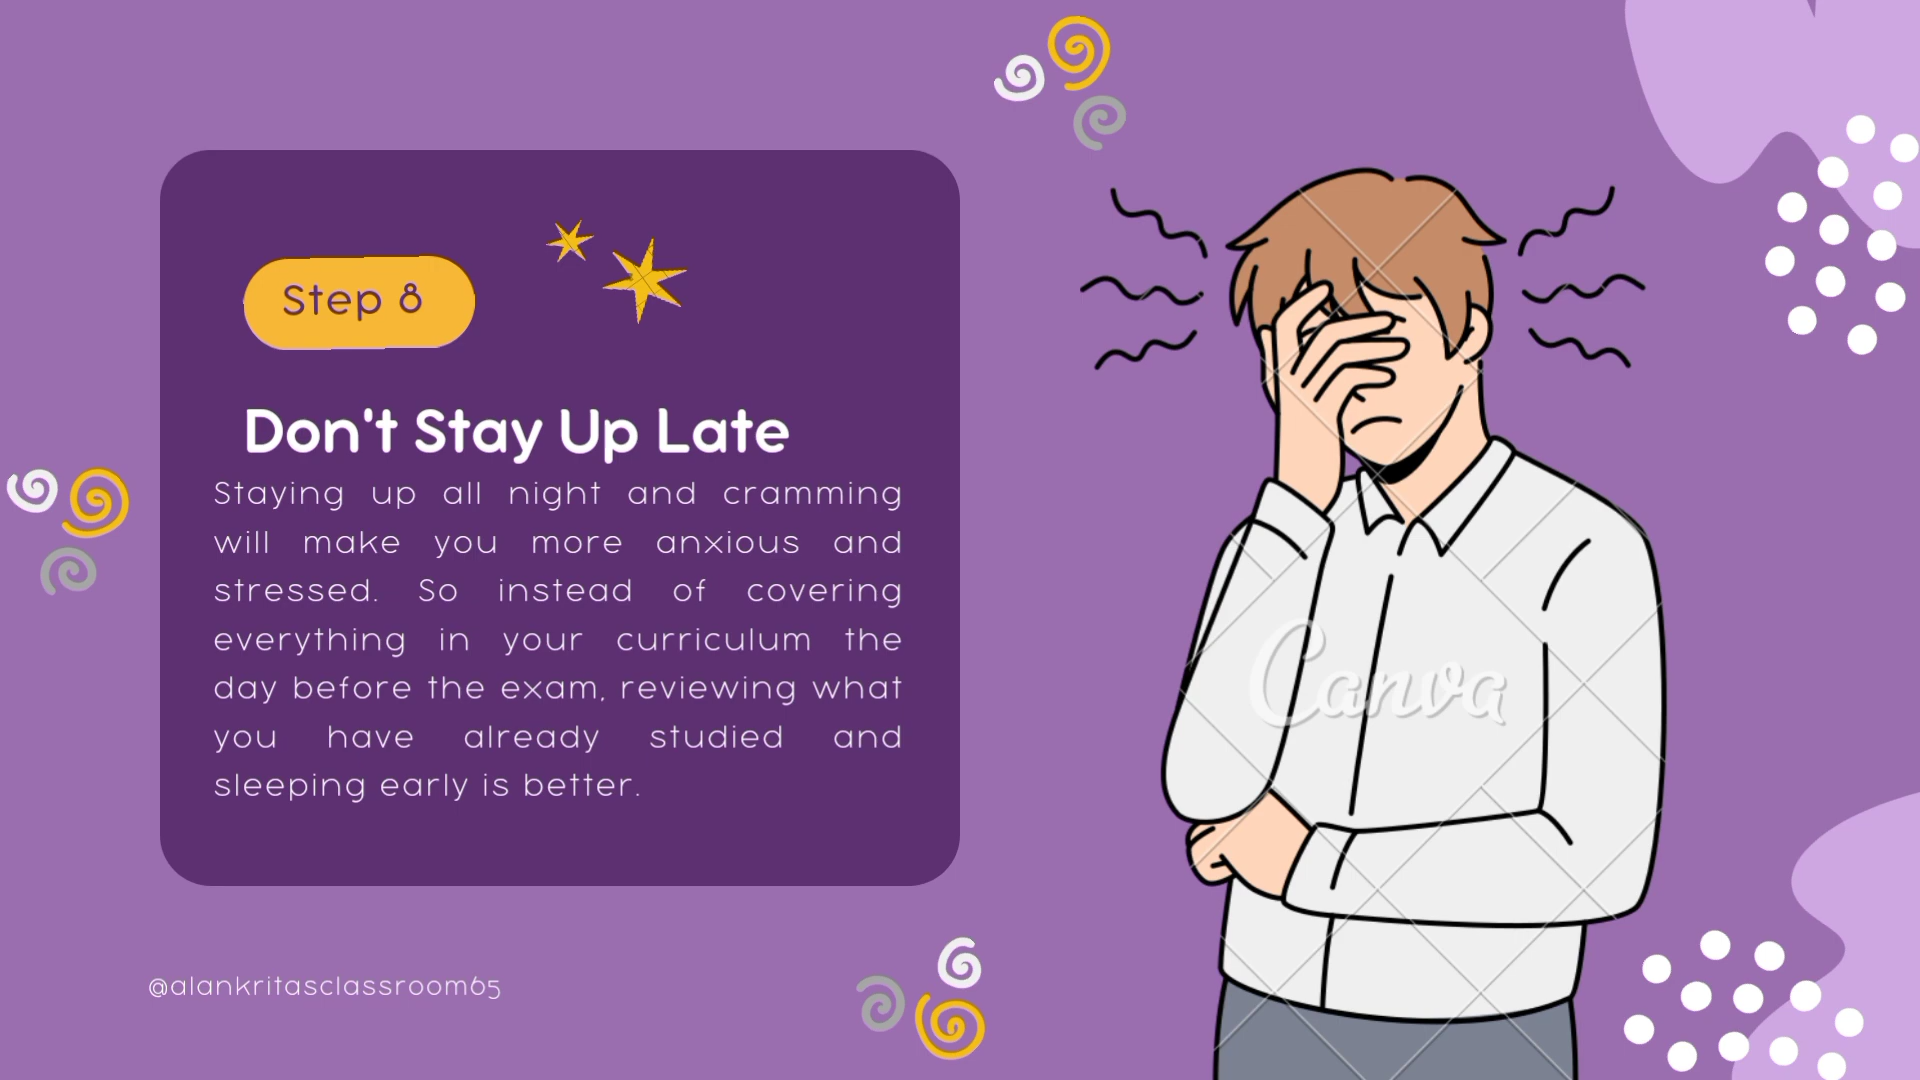 Step 8
Don't Stay Up Late
Staying up all night and cramming
will make you more anxious and
stressed. So instead of covering
everything in your curriculum the
day before the exam, reviewing what
you have already studied and
sleeping early is better.
Canva
@alankritasclassroom65